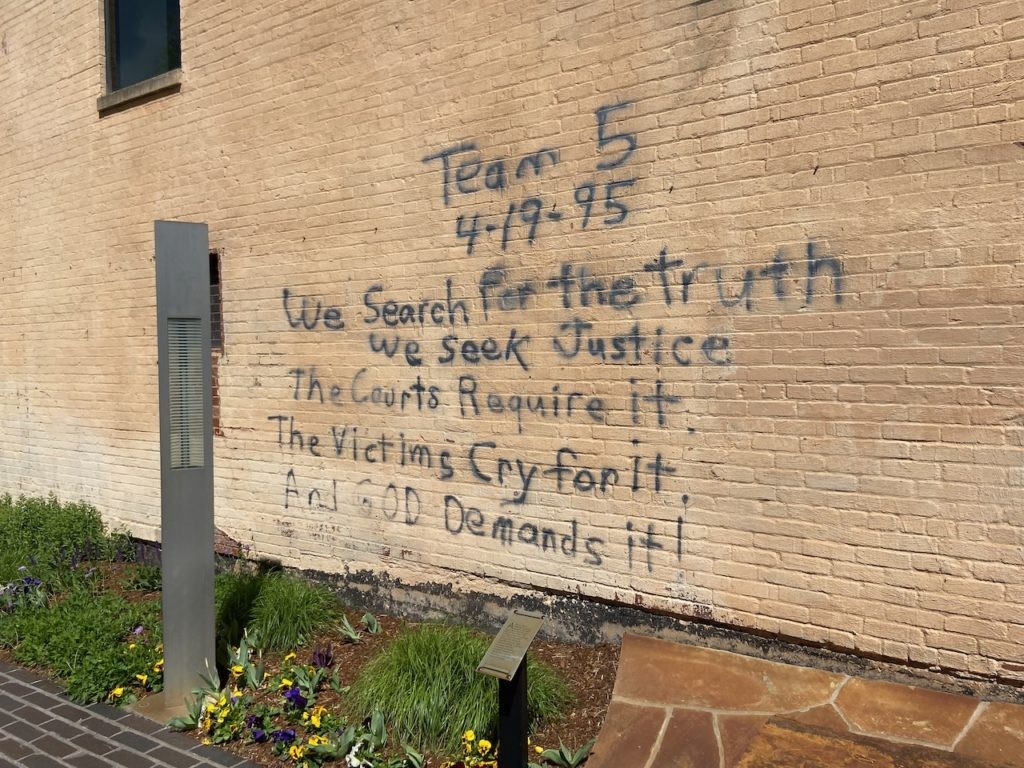 Team 5
4-19-95
We Search For the truth
We Seek Justice
The Courts Require it.
The Victims Cry for it.
And GOD Demands it!